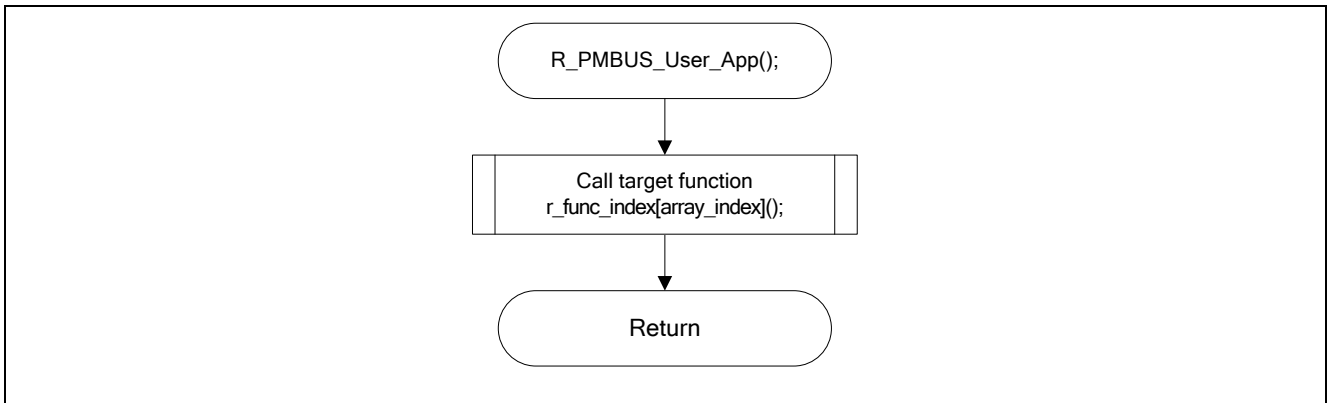 R_PMBUS_User_App();
Call target function
r_func_index[array_index]();
Return